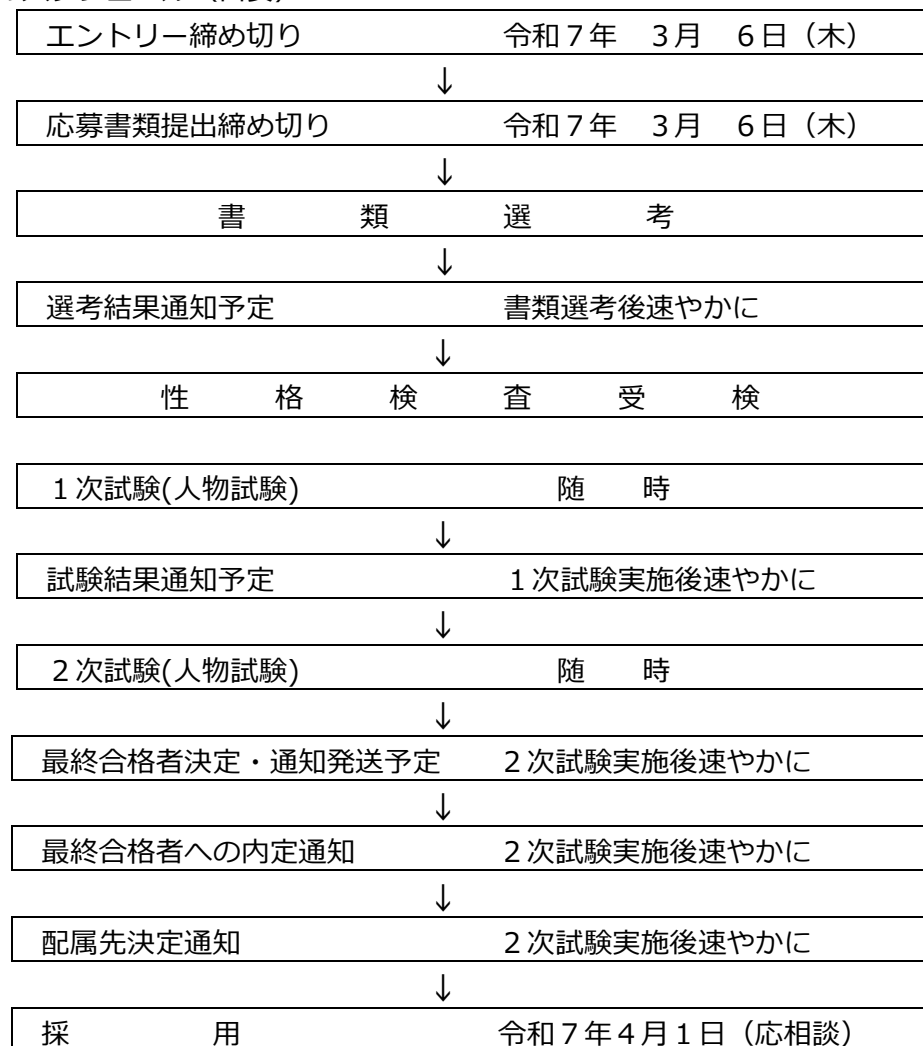 エントリー締め切り　令和７年　３月　６日（木）
↓
応募書類提出締め切り　令和７年　３月　６日（木）
↓
書　類　選　考
↓
選考結果通知予定　書類選考後速やかに
↓
性　格　検　査　受　検
１次試験(人物試験)　随　時
↓
試験結果通知予定　１次試験実施後速やかに
↓
２次試験(人物試験)　随　時
↓
最終合格者決定・通知発送予定　２次試験実施後速やかに
↓
最終合格者への内定通知　２次試験実施後速やかに
↓
配属先決定通知　２次試験実施後速やかに
↓
採　用　令和７年４月１日（応相談）